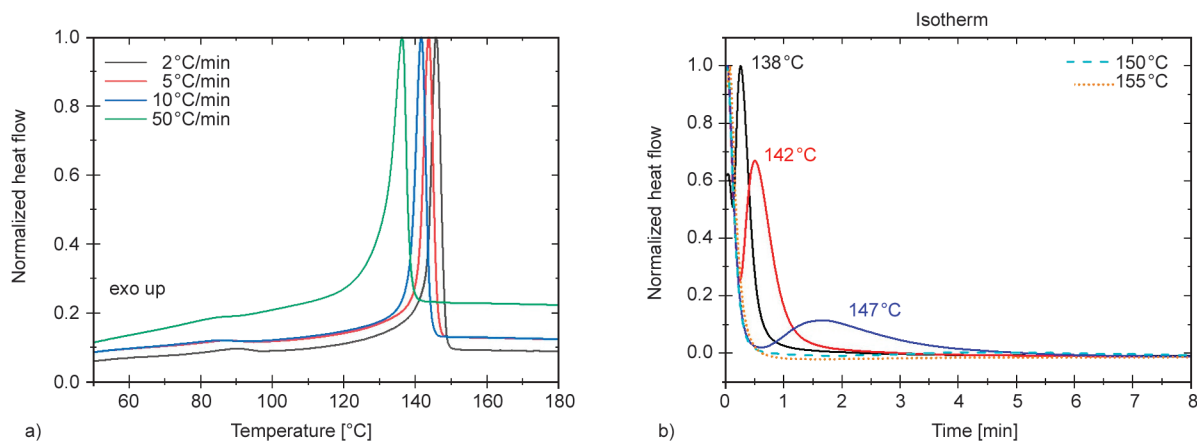 1.0
0.8
0.6
0.4
0.2
0.0
Normalized heat flow
2°C/min
5°C/min
10°C/min
50°C/min
exo up
60 80 100 120 140 160 180
a) Temperature [°C]
Isotherm
1.0
0.8
0.6
0.4
0.2
0.0
Normalized heat flow
138°C
142°C
147°C
150°C
155°C
0 1 2 3 4 5 6 7 8
b) Time [min]